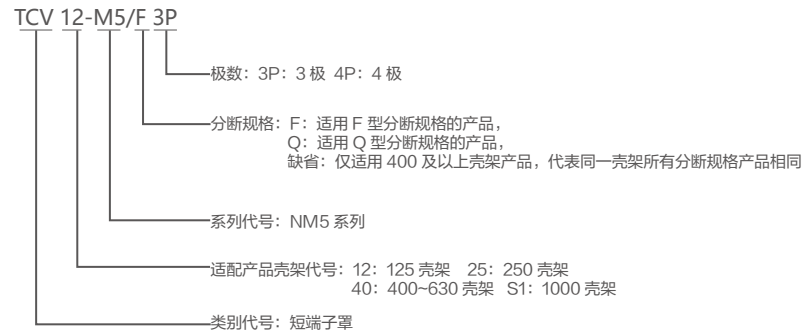 TCV 12-M5/F 3P
极数：3P：3 极 4P：4 极
分断规格：F：适用 F 型分断规格的产品，
Q：适用 Q 型分断规格的产品，
缺省：仅适用 400 及以上壳架产品，代表同一壳架所有分断规格产品相同
系列代号：NM5 系列
适配产品壳架代号：12：125 壳架 25：250 壳架
40：400~630 壳架 S1：1000 壳架
类别代号：短端子罩